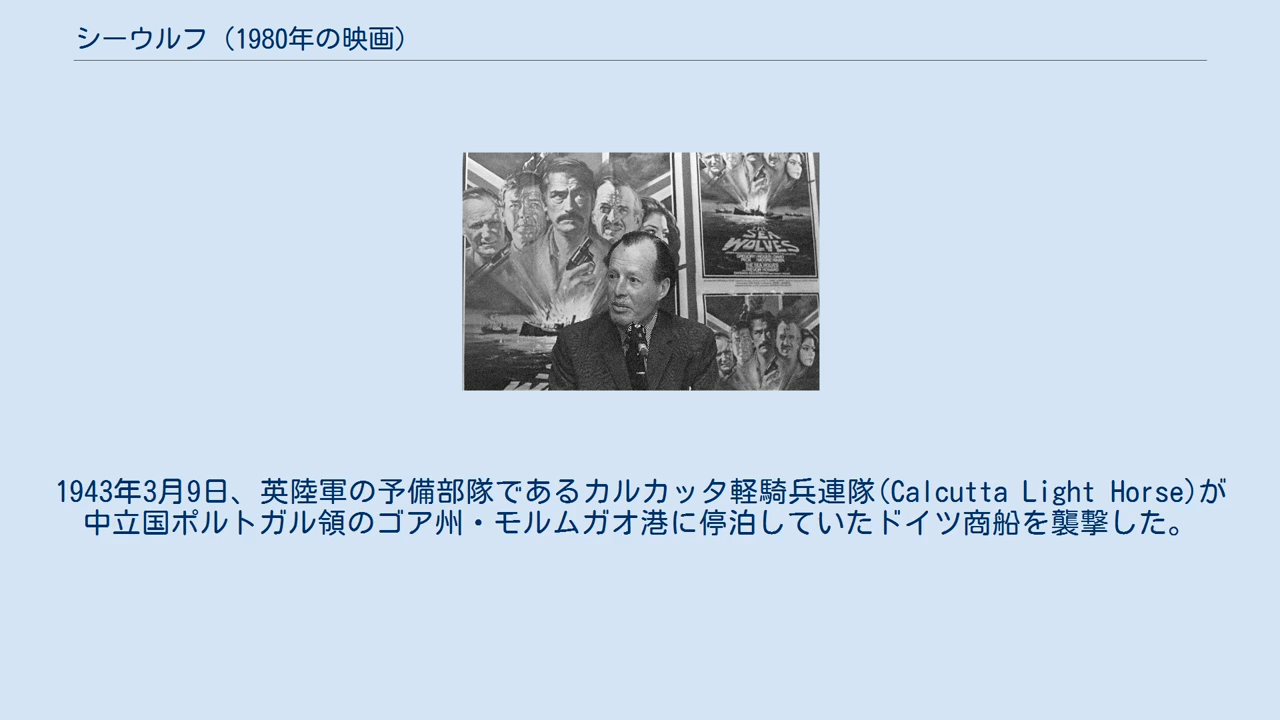 シーウルフ（1980年の映画）
THE
SEA
WOLVES
1943年3月9日、英陸軍の予備部隊であるカルカッタ軽騎兵連隊(Calcutta Light Horse)が
中立国ポルトガル領のゴア州・モルムガオ港に停泊していたドイツ商船を襲撃した。